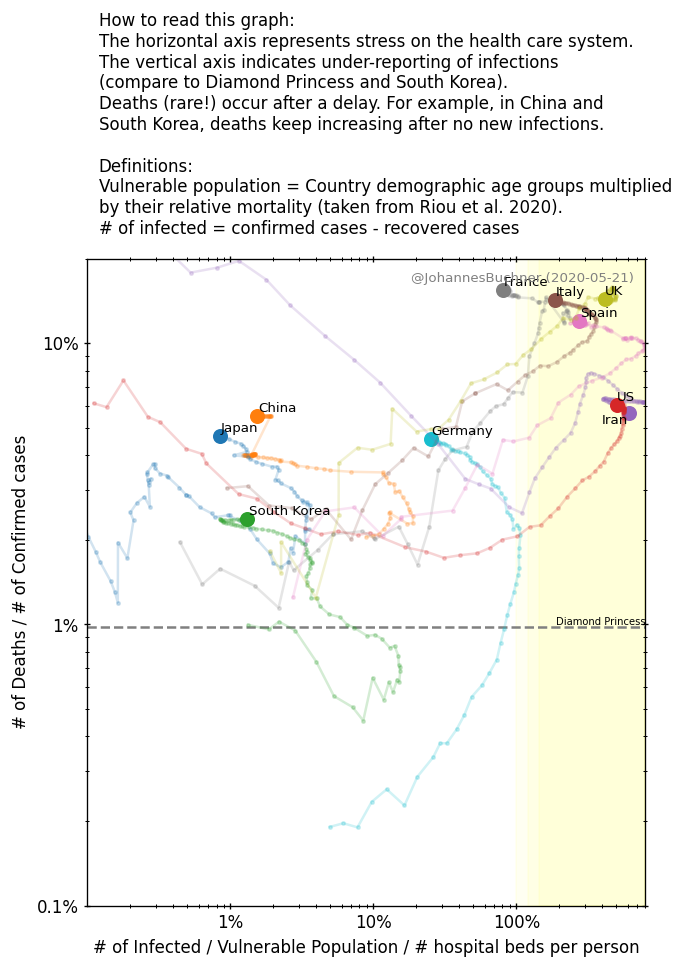 How to read this graph:
The horizontal axis represents stress on the health care system.
The vertical axis indicates under-reporting of infections
(compare to Diamond Princess and South Korea).
Deaths (rare!) occur after a delay. For example, in China and
South Korea, deaths keep increasing after no new infections.
Definitions:
Vulnerable population = Country demographic age groups multiplied
by their relative mortality (taken from Riou et al. 2020).
# of infected = confirmed cases - recovered cases
@JohannesBuchner (2020-05-21)
France
Italy
UK
Spain
10%
US
Iran
China
Japan
Germany
South Korea
1%
Diamond Princess
0.1%
# of Deaths / # of Confirmed cases
1%
10%
100%
# of Infected / Vulnerable Population / # hospital beds per person